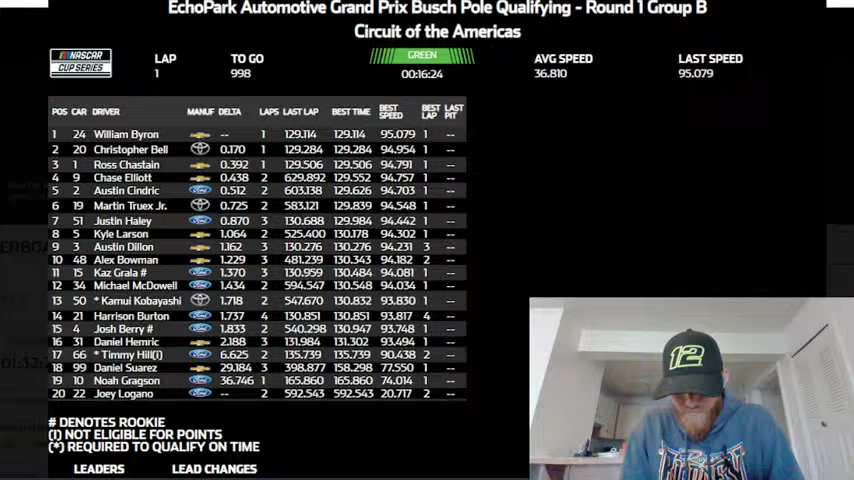 EchoPark Automotive Grand Prix Busch Pole Qualifying - Round 1 Group B
Circuit of the Americas
NASCAR CUP SERIES LAP TO GO GREEN AVG SPEED LAST SPEED
1 998 00:16:24 36.810 95.079
POS CAR DRIVER MANUF DELTA LAPS LAST LAP BEST TIME BEST SPEED BEST LAP LAST PIT
1 24 William Byron -- 1 129.114 129.114 95.079 1 --
2 20 Christopher Bell 0.170 1 129.284 129.284 94.954 1 --
3 1 Ross Chastain 0.392 1 129.506 129.506 94.791 1 --
4 9 Chase Elliott 0.438 2 629.892 129.552 94.757 1 --
5 2 Austin Cindric Ford 0.512 2 603.138 129.626 94.703 1 --
6 19 Martin Truex Jr. 0.725 2 583.121 129.839 94.548 1 --
7 51 Justin Haley Ford 0.870 3 130.688 129.984 94.442 1 --
8 5 Kyle Larson 1.064 2 525.400 130.178 94.302 1 --
9 3 Austin Dillon 1.162 3 130.276 130.276 94.231 3 --
10 48 Alex Bowman 1.229 3 481.239 130.343 94.182 2 --
11 15 Kaz Grala # Ford 1.370 3 130.959 130.484 94.081 1 --
12 34 Michael McDowell Ford 1.434 2 594.547 130.548 94.034 1 --
13 50 * Kamui Kobayashi 1.718 2 547.670 130.832 93.830 1 --
14 21 Harrison Burton Ford 1.737 4 130.851 130.851 93.817 4 --
15 4 Josh Berry # Ford 1.833 2 540.298 130.947 93.748 1 --
16 31 Daniel Hemric 2.188 3 131.984 131.302 93.494 1 --
17 66 * Timmy Hill(i) Ford 6.625 2 135.739 135.739 90.438 2 --
18 99 Daniel Suarez 29.184 3 398.877 158.298 77.550 1 --
19 10 Noah Gragson Ford 36.746 1 165.860 165.860 74.014 1 --
20 22 Joey Logano Ford -- 2 592.543 592.543 20.717 2 --
# DENOTES ROOKIE
(I) NOT ELIGIBLE FOR POINTS
(*) REQUIRED TO QUALIFY ON TIME
LEADERS LEAD CHANGES
12